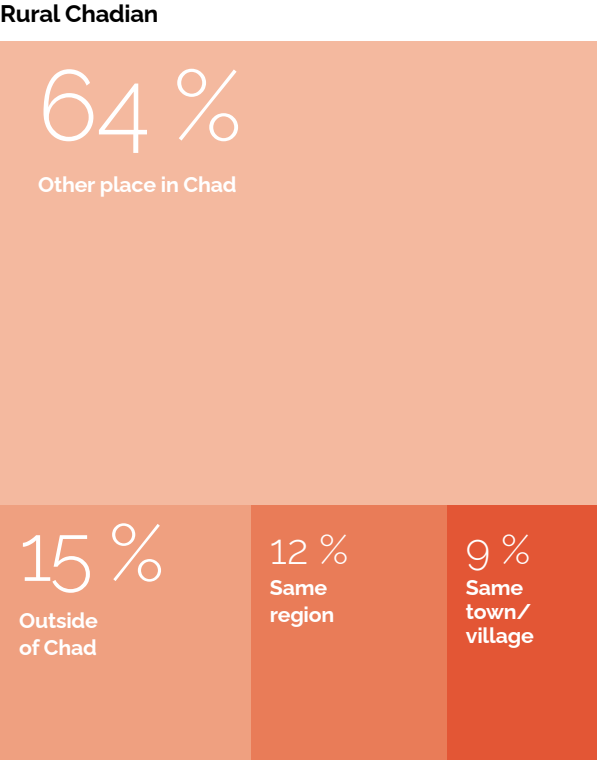 Rural Chadian
64 %
Other place in Chad
15 %
Outside
of Chad
12 %
Same
region
9 %
Same
town/
village